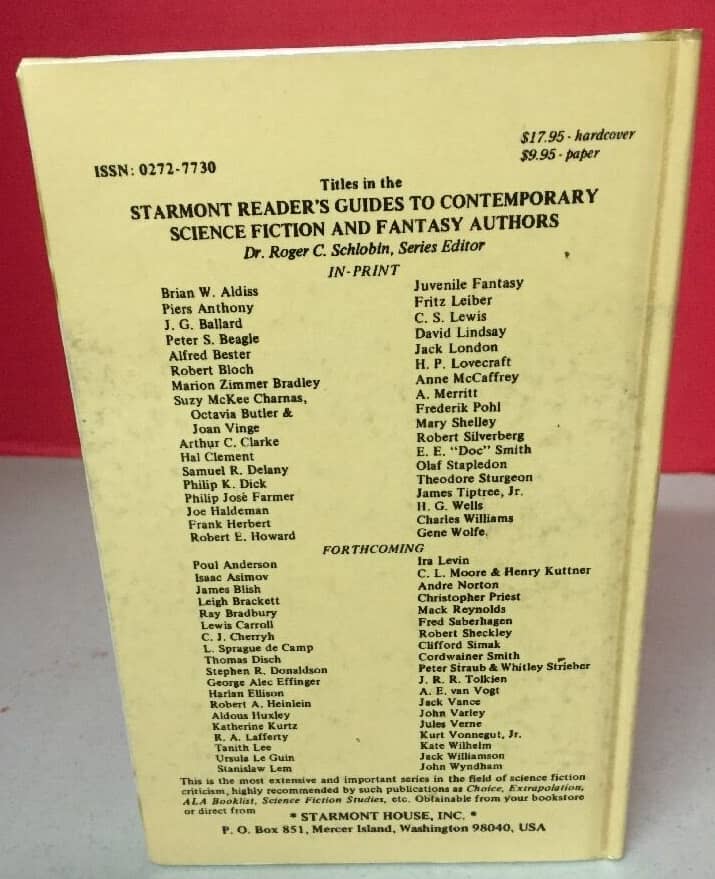 $17.95 - hardcover
$9.95 - paper
ISSN: 0272-7730
Titles in the
STARMONT READER'S GUIDES TO CONTEMPORARY
SCIENCE FICTION AND FANTASY AUTHORS
Dr. Roger C. Schlobin, Series Editor
IN-PRINT
Brian W. Aldiss
Piers Anthony
J. G. Ballard
Peter S. Beagle
Alfred Bester
Robert Bloch
Marion Zimmer Bradley
Suzy McKee Charnas,
Octavia Butler &
Joan Vinge
Arthur C. Clarke
Hal Clement
Samuel R. Delany
Philip K. Dick
Philip José Farmer
Joe Haldeman
Frank Herbert
Robert E. Howard
Juvenile Fantasy
Fritz Leiber
C. S. Lewis
David Lindsay
Jack London
H. P. Lovecraft
Anne McCaffrey
A. Merritt
Frederik Pohl
Mary Shelley
Robert Silverberg
E. E. "Doc" Smith
Olaf Stapledon
Theodore Sturgeon
James Tiptree, Jr.
H. G. Wells
Charles Williams
Gene Wolfe
FORTHCOMING
Poul Anderson
Isaac Asimov
James Blish
Leigh Brackett
Ray Bradbury
Lewis Carroll
C. J. Cherryh
L. Sprague de Camp
Thomas Disch
Stephen R. Donaldson
George Alec Effinger
Harlan Ellison
Robert A. Heinlein
Aldous Huxley
Katherine Kurtz
R. A. Lafferty
Tanith Lee
Ursula Le Guin
Stanislaw Lem
Ira Levin
C. L. Moore & Henry Kuttner
Andre Norton
Christopher Priest
Mack Reynolds
Fred Saberhagen
Robert Sheckley
Clifford Simak
Cordwainer Smith
Peter Straub & Whitley Strieber
J. R. R. Tolkien
A. E. van Vogt
Jack Vance
John Varley
Jules Verne
Kurt Vonnegut, Jr.
Kate Wilhelm
Jack Williamson
John Wyndham
This is the most extensive and important series in the field of science fiction
criticism, highly recommended by such publications as Choice, Extrapolation,
ALA Booklist, Science Fiction Studies, etc. Obtainable from your bookstore
or direct from
* STARMONT HOUSE, INC. *
P. O. Box 851, Mercer Island, Washington 98040, USA